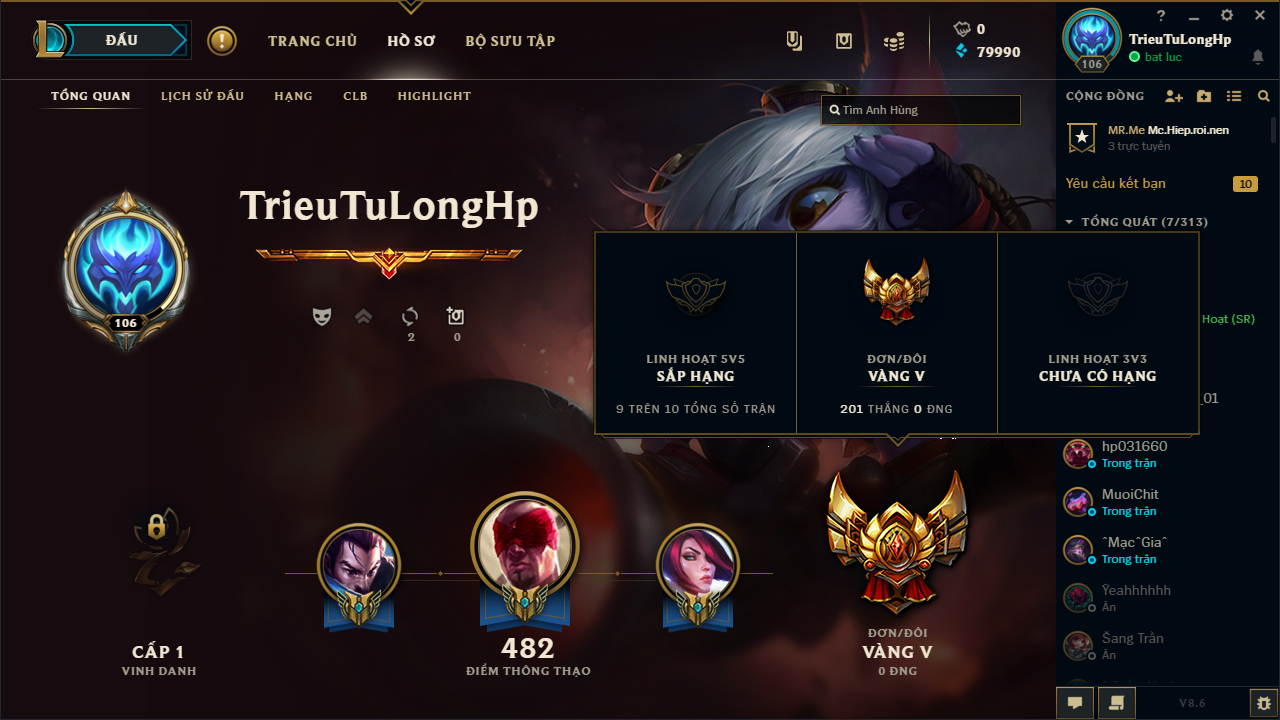 ĐẤU
TRANG CHỦ
HỒ SƠ
BỘ SƯU TẬP
0
79990
?
TrieuTuLongHp
bat luc
106
TỔNG QUAN
LỊCH SỬ ĐẤU
HẠNG
CLB
HIGHLIGHT
Tìm Anh Hùng
CỘNG ĐỒNG
MR.Me Mc.Hiep.roi.nen
3 trực tuyến
Yêu cầu kết bạn
10
TỔNG QUÁT (7/313)
TrieuTuLongHp
106
2
0
LINH HOẠT 5V5
SẮP HẠNG
9 TRÊN 10 TỔNG SỐ TRẬN
ĐƠN/ĐÔI
VÀNG V
201 THẮNG 0 ĐNG
LINH HOẠT 3V3
CHƯA CÓ HẠNG
Hoạt (SR)
_01
hp031660
Trong trận
MuoiChit
Trong trận
ˆMạcˆGiaˆ
Trong trận
Ÿeahhhhhh
Ẩn
Šang Trần
Ẩn
CẤP 1
VINH DANH
482
ĐIỂM THÔNG THẠO
ĐƠN/ĐÔI
VÀNG V
0 ĐNG
V8.6